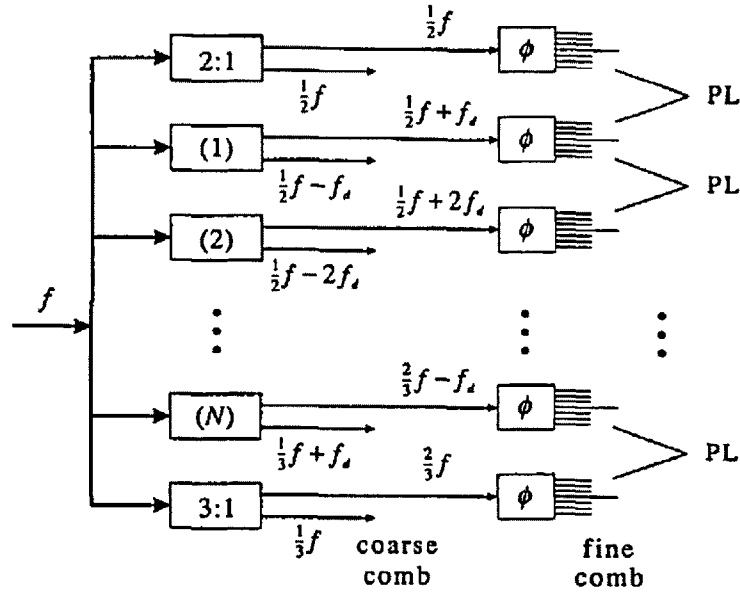 ½f
2:1
ϕ
½f
PL
½f + f_d
(1)
ϕ
½f − f_d
PL
½f + 2f_d
(2)
ϕ
½f − 2f_d
f
⅔f − f_d
(N)
ϕ
⅓f + f_d
PL
⅔f
3:1
ϕ
⅓f
coarse comb
fine comb